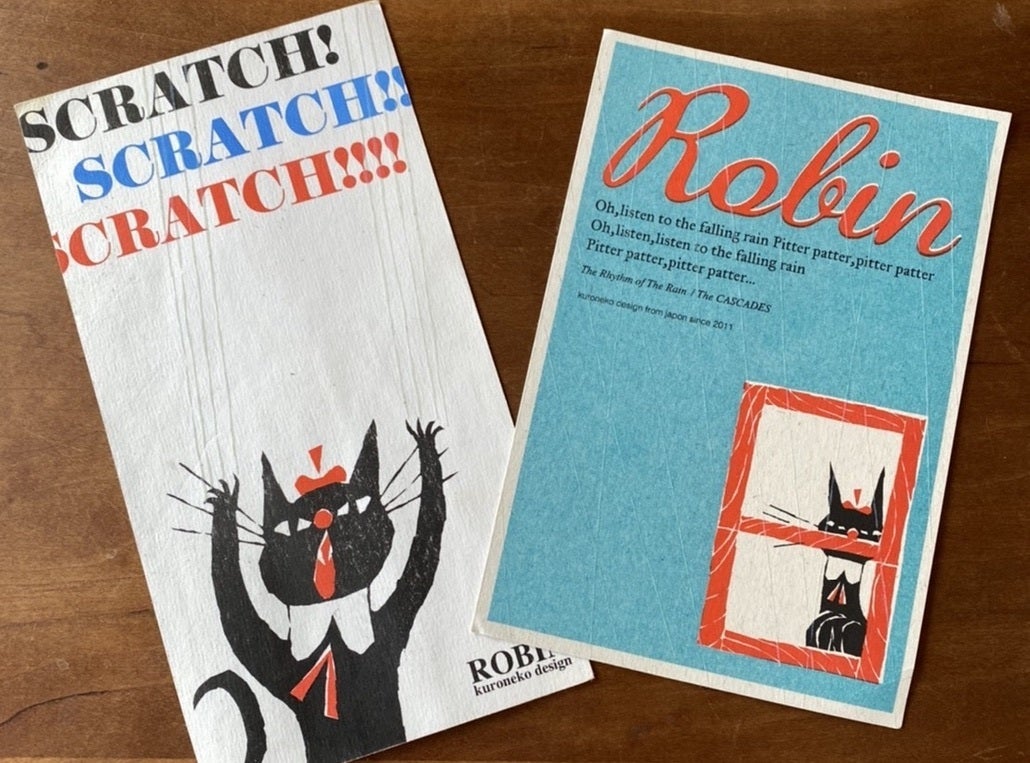 SCRATCH!
SCRATCH!!
SCRATCH!!!!
ROBIN
kuroneko design
Robin
Oh,listen to the falling rain Pitter patter,pitter patter
Oh,listen,listen to the falling rain
Pitter patter,pitter patter...
The Rhythm of The Rain / The CASCADES
kuroneko design from japon since 2011